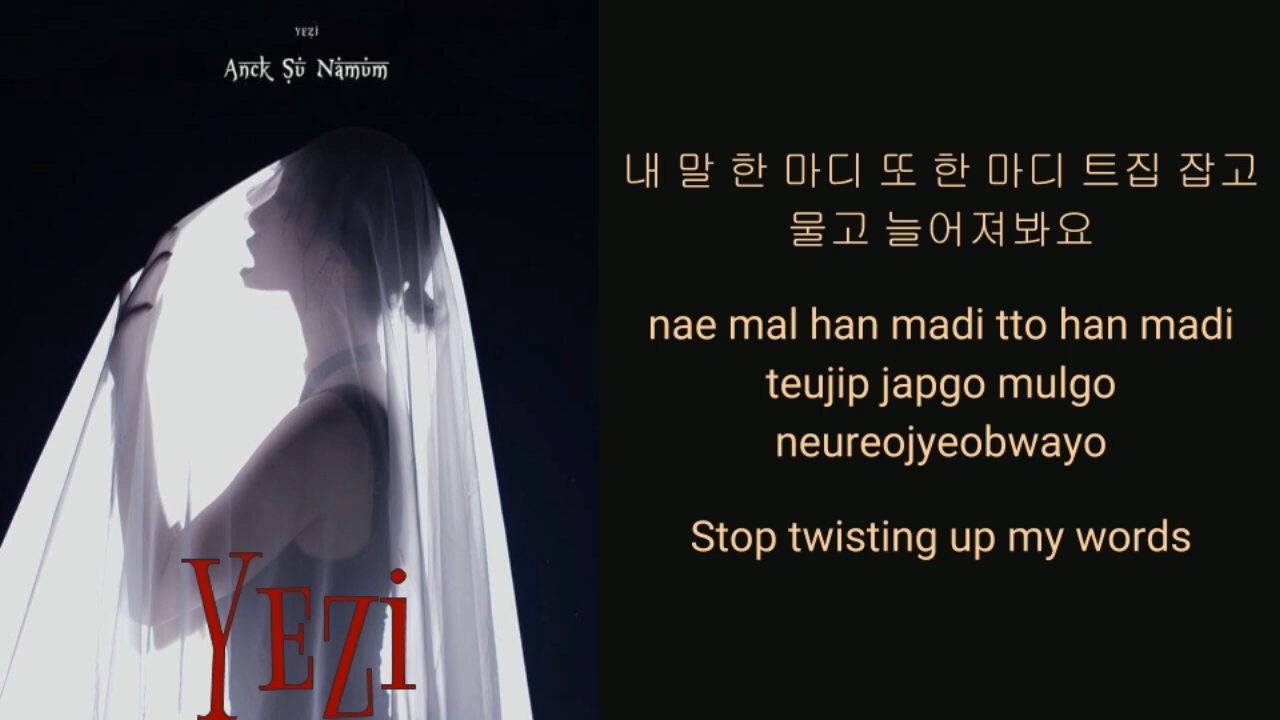 YEZI
Anck Su Namum
YEZi
내 말 한 마디 또 한 마디 트집 잡고
물고 늘어져봐요
nae mal han madi tto han madi
teujip japgo mulgo
neureojyeobwayo
Stop twisting up my words